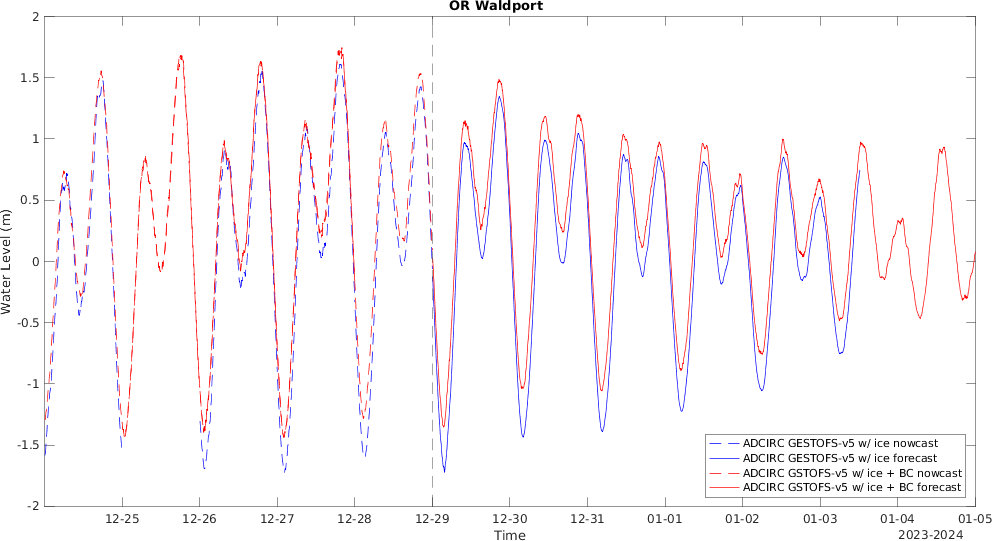 OR Waldport
2
1.5
1
0.5
0
-0.5
-1
-1.5
-2
Water Level (m)
12-25 12-26 12-27 12-28 12-29 12-30 12-31 01-01 01-02 01-03 01-04 01-05
Time
2023-2024
ADCIRC GESTOFS-v5 w/ ice nowcast
ADCIRC GESTOFS-v5 w/ ice forecast
ADCIRC GSTOFS-v5 w/ ice + BC nowcast
ADCIRC GSTOFS-v5 w/ ice + BC forecast